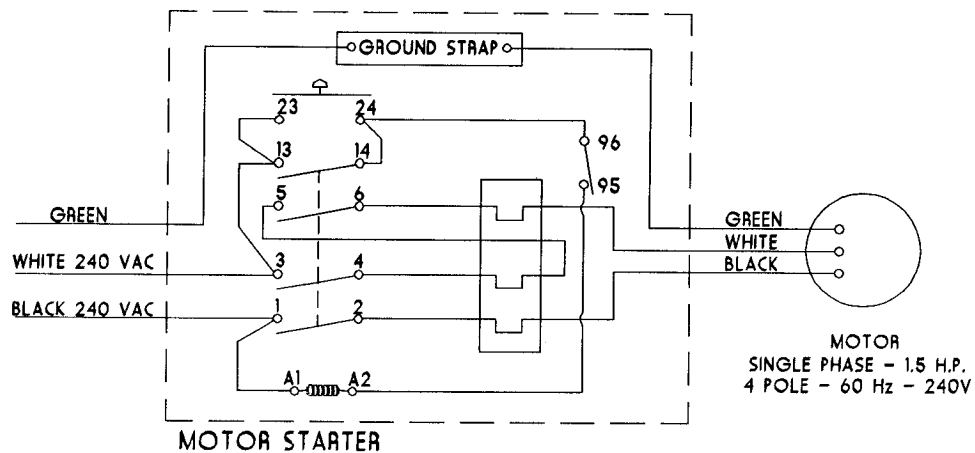 GROUND STRAP
23 24
13 14
96
5 6
95
GREEN
GREEN
WHITE
BLACK
WHITE 240 VAC
3 4
BLACK 240 VAC
1 2
A1 A2
MOTOR
SINGLE PHASE - 1.5 H.P.
4 POLE - 60 Hz - 240V
MOTOR STARTER